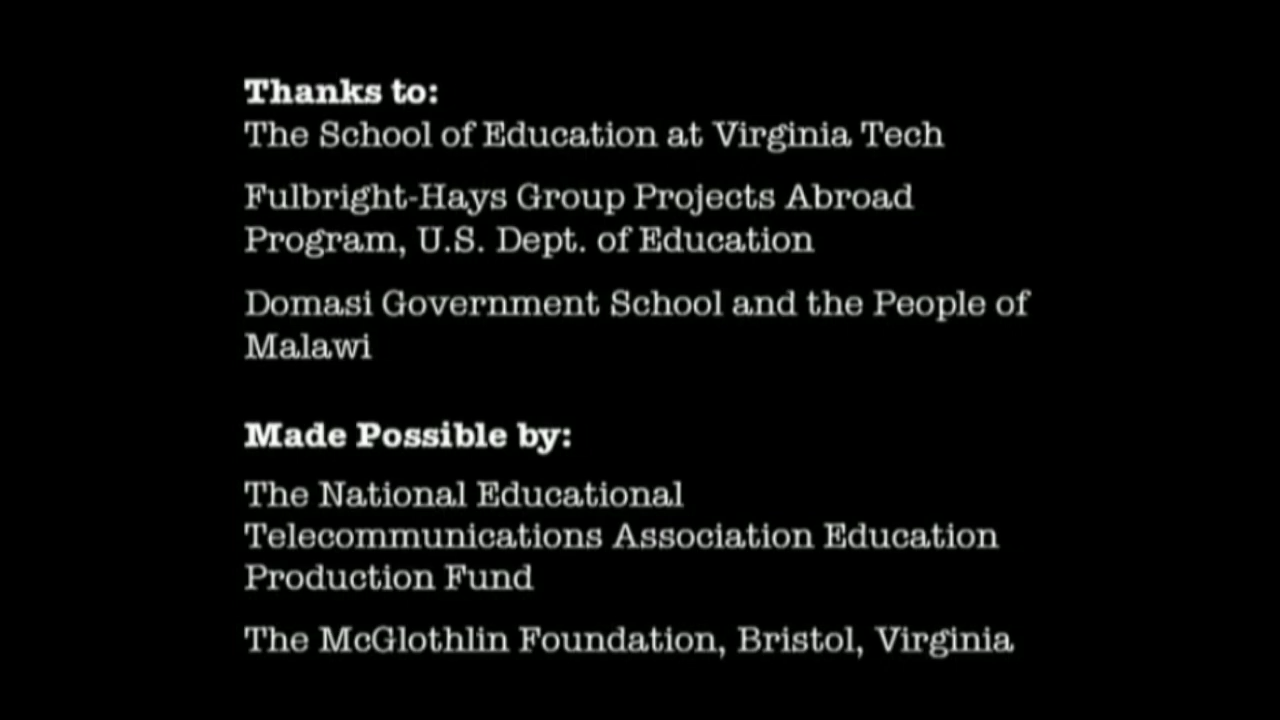 Thanks to:
The School of Education at Virginia Tech
Fulbright-Hays Group Projects Abroad
Program, U.S. Dept. of Education
Domasi Government School and the People of
Malawi
Made Possible by:
The National Educational
Telecommunications Association Education
Production Fund
The McGlothlin Foundation, Bristol, Virginia